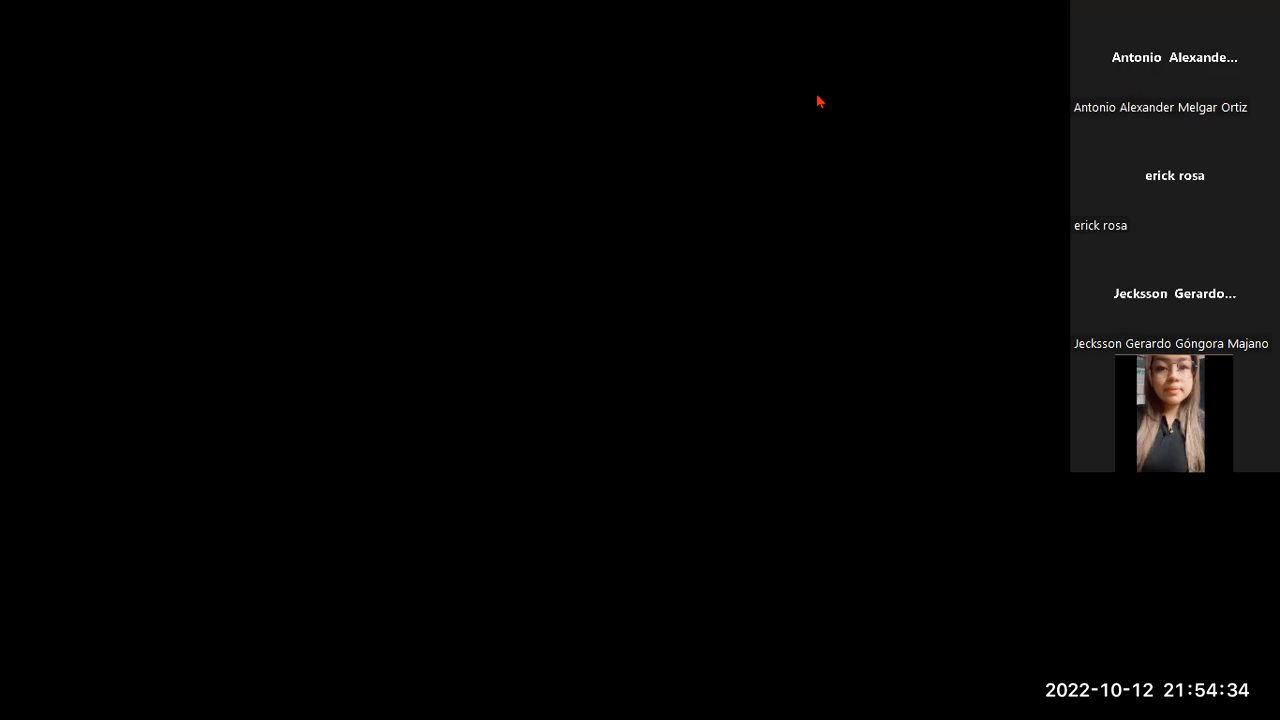 Antonio Alexande...
Antonio Alexander Melgar Ortiz
erick rosa
erick rosa
Jecksson Gerardo...
Jecksson Gerardo Góngora Majano
2022-10-12 21:54:34